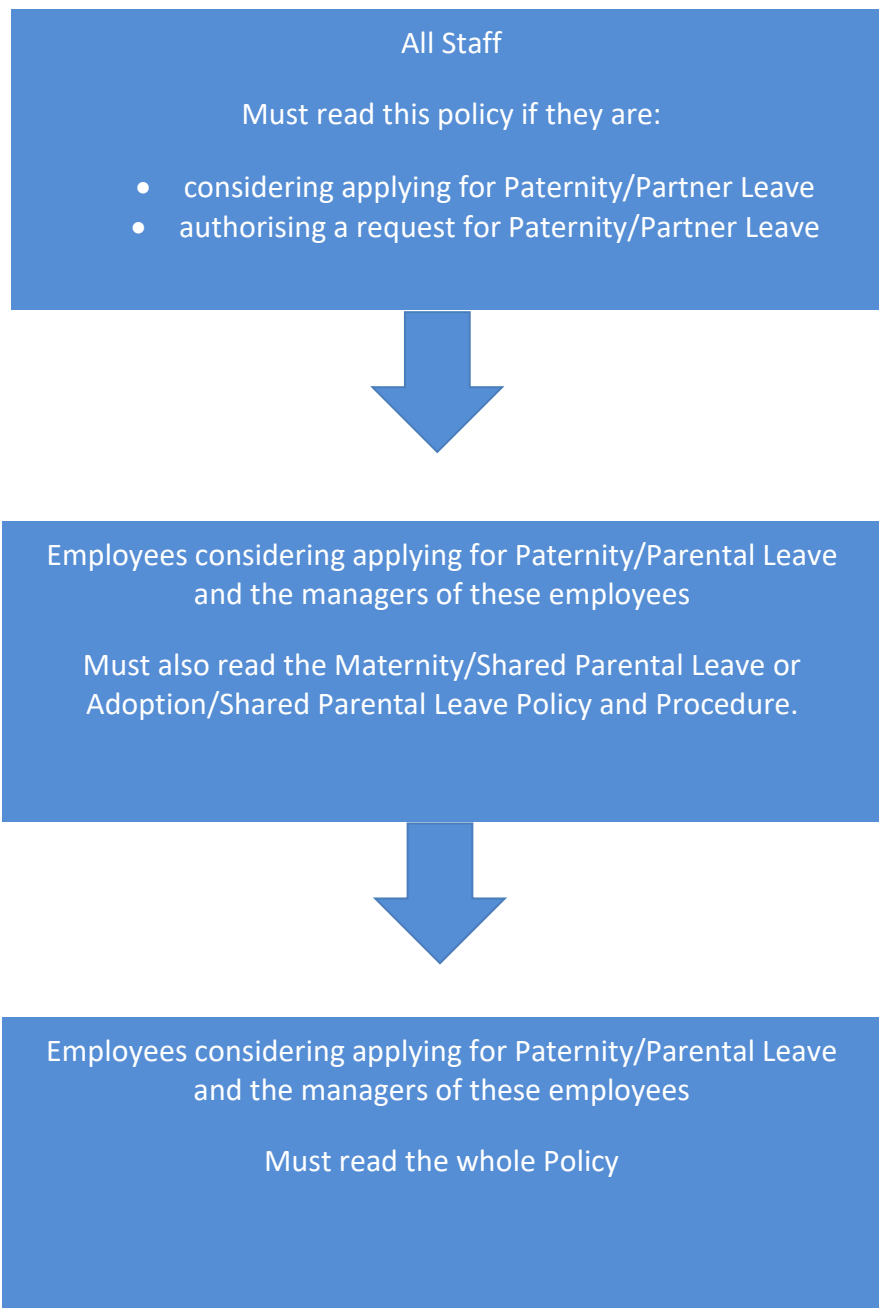 All Staff
Must read this policy if they are:
• considering applying for Paternity/Partner Leave
• authorising a request for Paternity/Partner Leave
Employees considering applying for Paternity/Parental Leave
and the managers of these employees
Must also read the Maternity/Shared Parental Leave or
Adoption/Shared Parental Leave Policy and Procedure.
Employees considering applying for Paternity/Parental Leave
and the managers of these employees
Must read the whole Policy